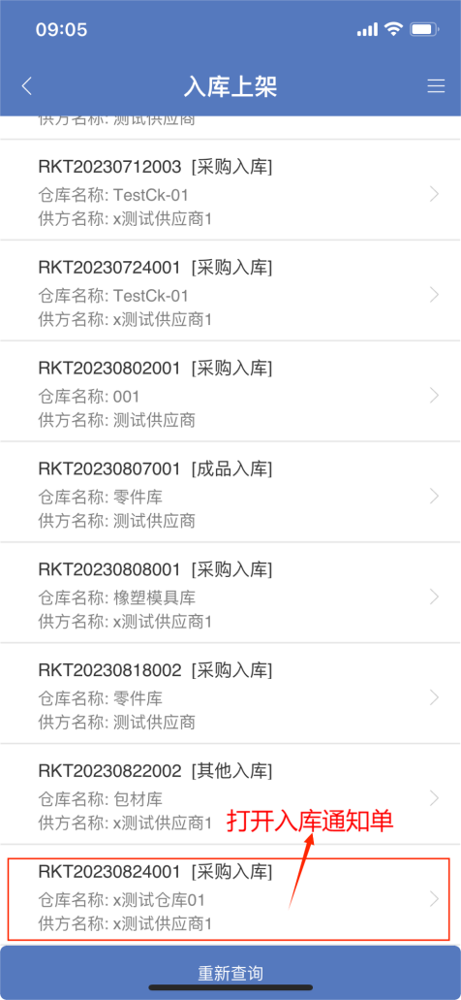 09:05
入库上架
供方名称: 测试供应商
RKT20230712003 [采购入库]
仓库名称: TestCk-01
供方名称: x测试供应商1
RKT20230724001 [采购入库]
仓库名称: TestCk-01
供方名称: x测试供应商1
RKT20230802001 [采购入库]
仓库名称: 001
供方名称: 测试供应商
RKT20230807001 [成品入库]
仓库名称: 零件库
供方名称: 测试供应商
RKT20230808001 [采购入库]
仓库名称: 橡塑模具库
供方名称: x测试供应商1
RKT20230818002 [采购入库]
仓库名称: 零件库
供方名称: 测试供应商
RKT20230822002 [其他入库]
仓库名称: 包材库
供方名称: x测试供应商1
打开入库通知单
RKT20230824001 [采购入库]
仓库名称: x测试仓库01
供方名称: x测试供应商1
重新查询